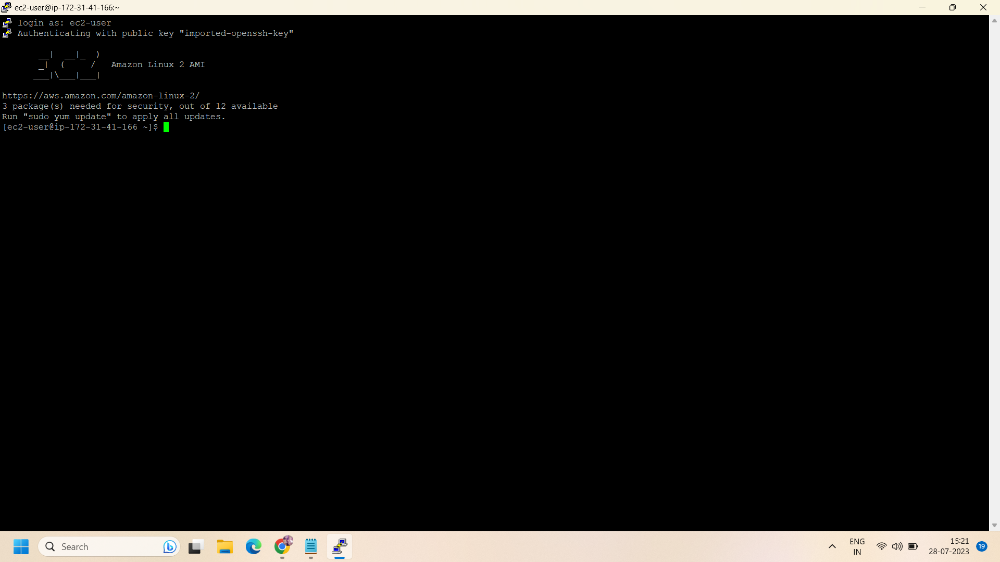 ec2-user@ip-172-31-41-166:~
login as: ec2-user
Authenticating with public key "imported-openssh-key"
       __|  __|_  )
       _|  (     /   Amazon Linux 2 AMI
      ___|\___|___|
https://aws.amazon.com/amazon-linux-2/
3 package(s) needed for security, out of 12 available
Run "sudo yum update" to apply all updates.
[ec2-user@ip-172-31-41-166 ~]$
Search
ENG
IN
15:21
28-07-2023
19